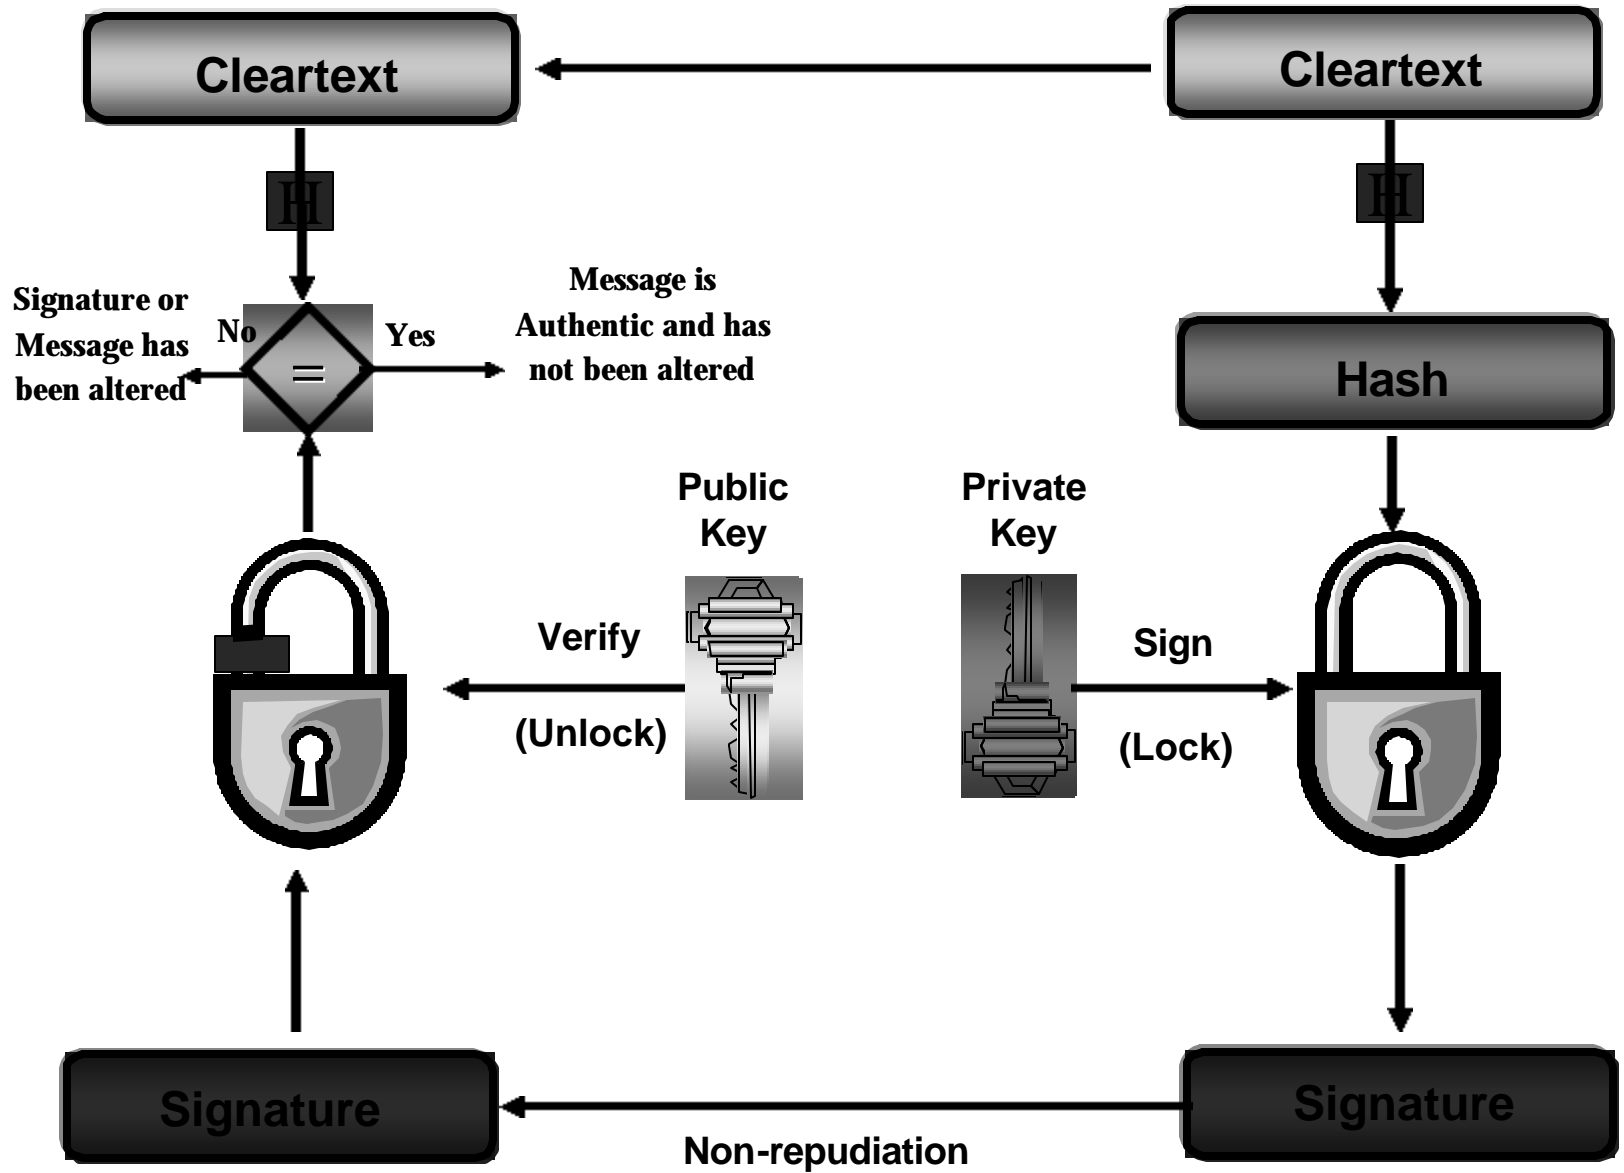 Cleartext
Cleartext
H
H
Signature or
Message has
been altered
No
=
Yes
Message is
Authentic and has
not been altered
Hash
Public
Key
Private
Key
Verify
(Unlock)
Sign
(Lock)
Signature
Signature
Non-repudiation